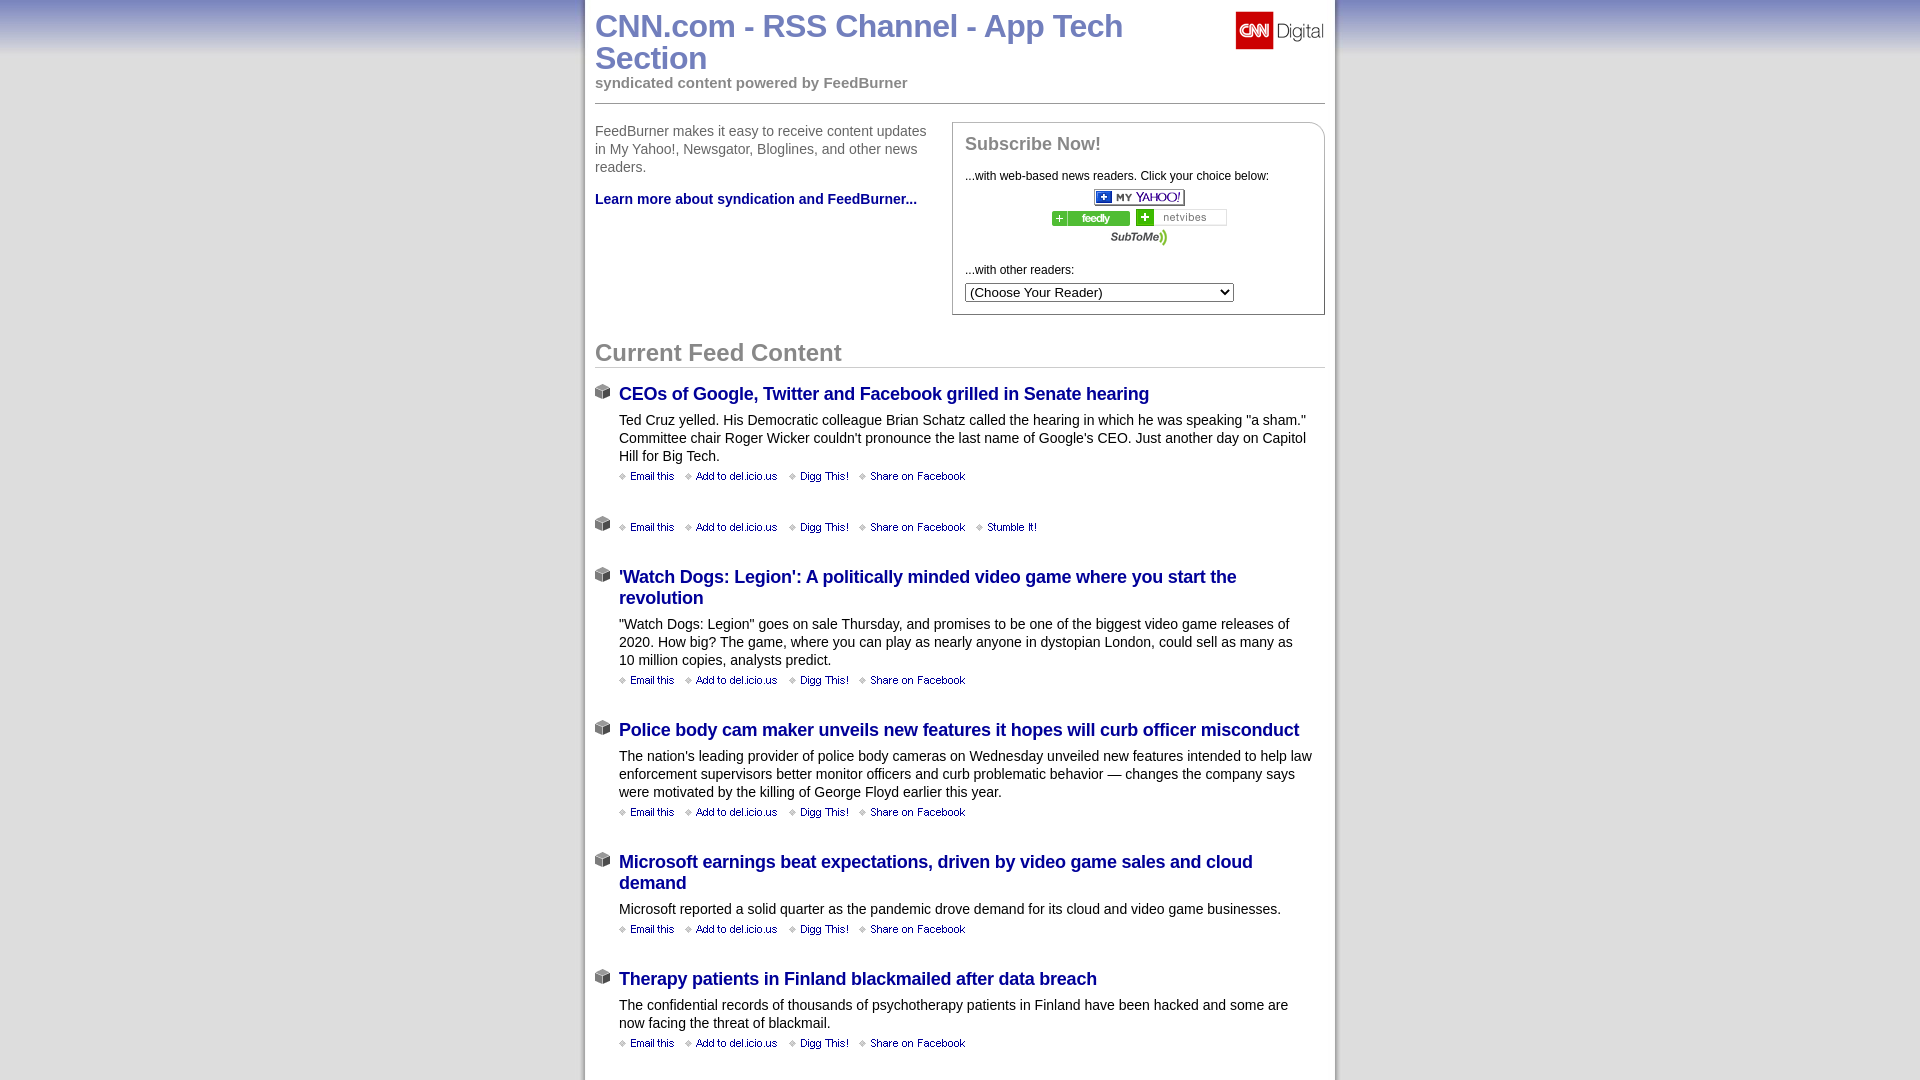 CNN.com - RSS Channel - App Tech
Section
CNN Digital
syndicated content powered by FeedBurner
FeedBurner makes it easy to receive content updates
in My Yahoo!, Newsgator, Bloglines, and other news
readers.
Learn more about syndication and FeedBurner...
Subscribe Now!
...with web-based news readers. Click your choice below:
MY YAHOO!
feedly netvibes
SubToMe
...with other readers:
(Choose Your Reader)
Current Feed Content
CEOs of Google, Twitter and Facebook grilled in Senate hearing
Ted Cruz yelled. His Democratic colleague Brian Schatz called the hearing in which he was speaking "a sham."
Committee chair Roger Wicker couldn't pronounce the last name of Google's CEO. Just another day on Capitol
Hill for Big Tech.
Email this Add to del.icio.us Digg This! Share on Facebook
Email this Add to del.icio.us Digg This! Share on Facebook Stumble It!
'Watch Dogs: Legion': A politically minded video game where you start the
revolution
"Watch Dogs: Legion" goes on sale Thursday, and promises to be one of the biggest video game releases of
2020. How big? The game, where you can play as nearly anyone in dystopian London, could sell as many as
10 million copies, analysts predict.
Email this Add to del.icio.us Digg This! Share on Facebook
Police body cam maker unveils new features it hopes will curb officer misconduct
The nation's leading provider of police body cameras on Wednesday unveiled new features intended to help law
enforcement supervisors better monitor officers and curb problematic behavior — changes the company says
were motivated by the killing of George Floyd earlier this year.
Email this Add to del.icio.us Digg This! Share on Facebook
Microsoft earnings beat expectations, driven by video game sales and cloud
demand
Microsoft reported a solid quarter as the pandemic drove demand for its cloud and video game businesses.
Email this Add to del.icio.us Digg This! Share on Facebook
Therapy patients in Finland blackmailed after data breach
The confidential records of thousands of psychotherapy patients in Finland have been hacked and some are
now facing the threat of blackmail.
Email this Add to del.icio.us Digg This! Share on Facebook